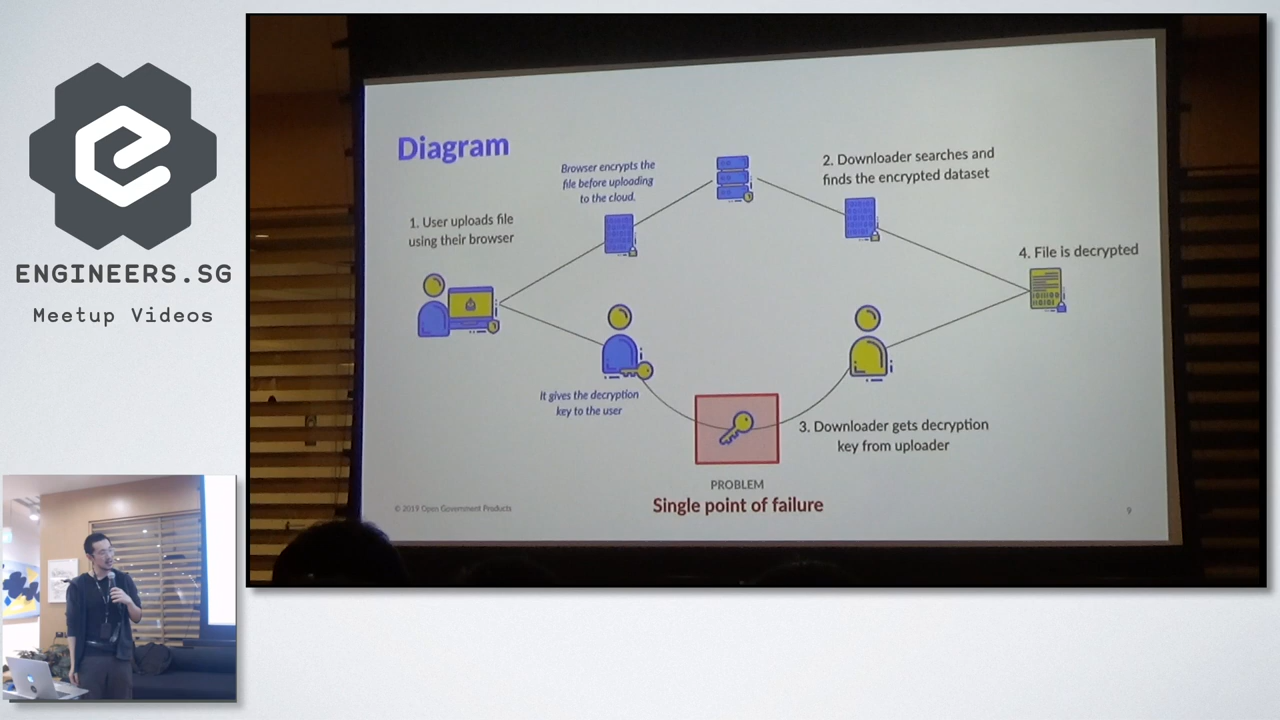 ENGINEERS.SG
Meetup Videos
Diagram
Browser encrypts the
file before uploading
to the cloud.
2. Downloader searches and
finds the encrypted dataset
1. User uploads file
using their browser
4. File is decrypted
It gives the decryption
key to the user
3. Downloader gets decryption
key from uploader
PROBLEM
Single point of failure
© 2019 Open Government Products
9